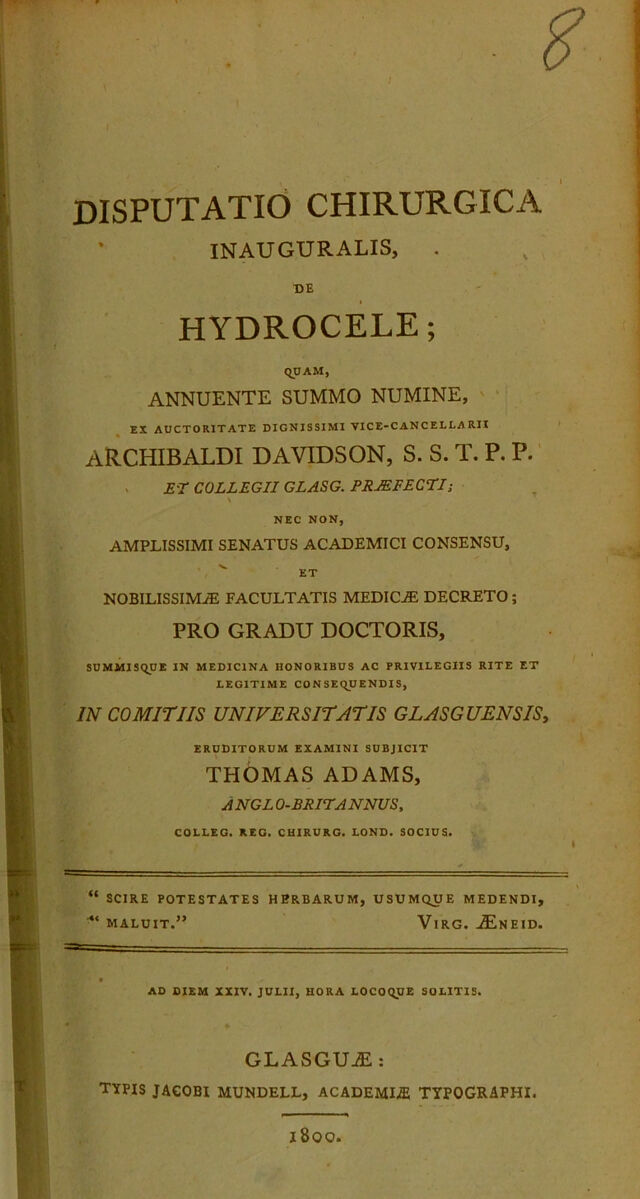 8
DISPUTATIO CHIRURGICA
INAUGURALIS,
DE
HYDROCELE;
QUAM,
ANNUENTE SUMMO NUMINE,
EX AUCTORITATE DIGNISSIMI VICE-CANCELLARII
ARCHIBALDI DAVIDSON, S. S. T. P. P.
ET COLLEGII GLASG. PRÆFECTI;
NEC NON,
AMPLISSIMI SENATUS ACADEMICI CONSENSU,
ET
NOBILISSIMÆ FACULTATIS MEDICÆ DECRETO;
PRO GRADU DOCTORIS,
SUMMISQUE IN MEDICINA HONORIBUS AC PRIVILEGIIS RITE ET
LEGITIME CONSEQUENDIS,
IN COMITIIS UNIVERSITATIS GLASGUENSIS,
ERUDITORUM EXAMINI SUBJICIT
THOMAS ADAMS,
ANGLO-BRITANNUS,
COLLEG. REG. CHIRURG. LOND. SOCIUS.
“ SCIRE POTESTATES HERBARUM, USUMQUE MEDENDI,
“ MALUIT.” VIRG. ÆNEID.
AD DIEM XXIV. JULII, HORA LOCOQUE SOLITIS.
GLASGUÆ:
TYPIS JACOBI MUNDELL, ACADEMIÆ TYPOGRAPHI.
1800.